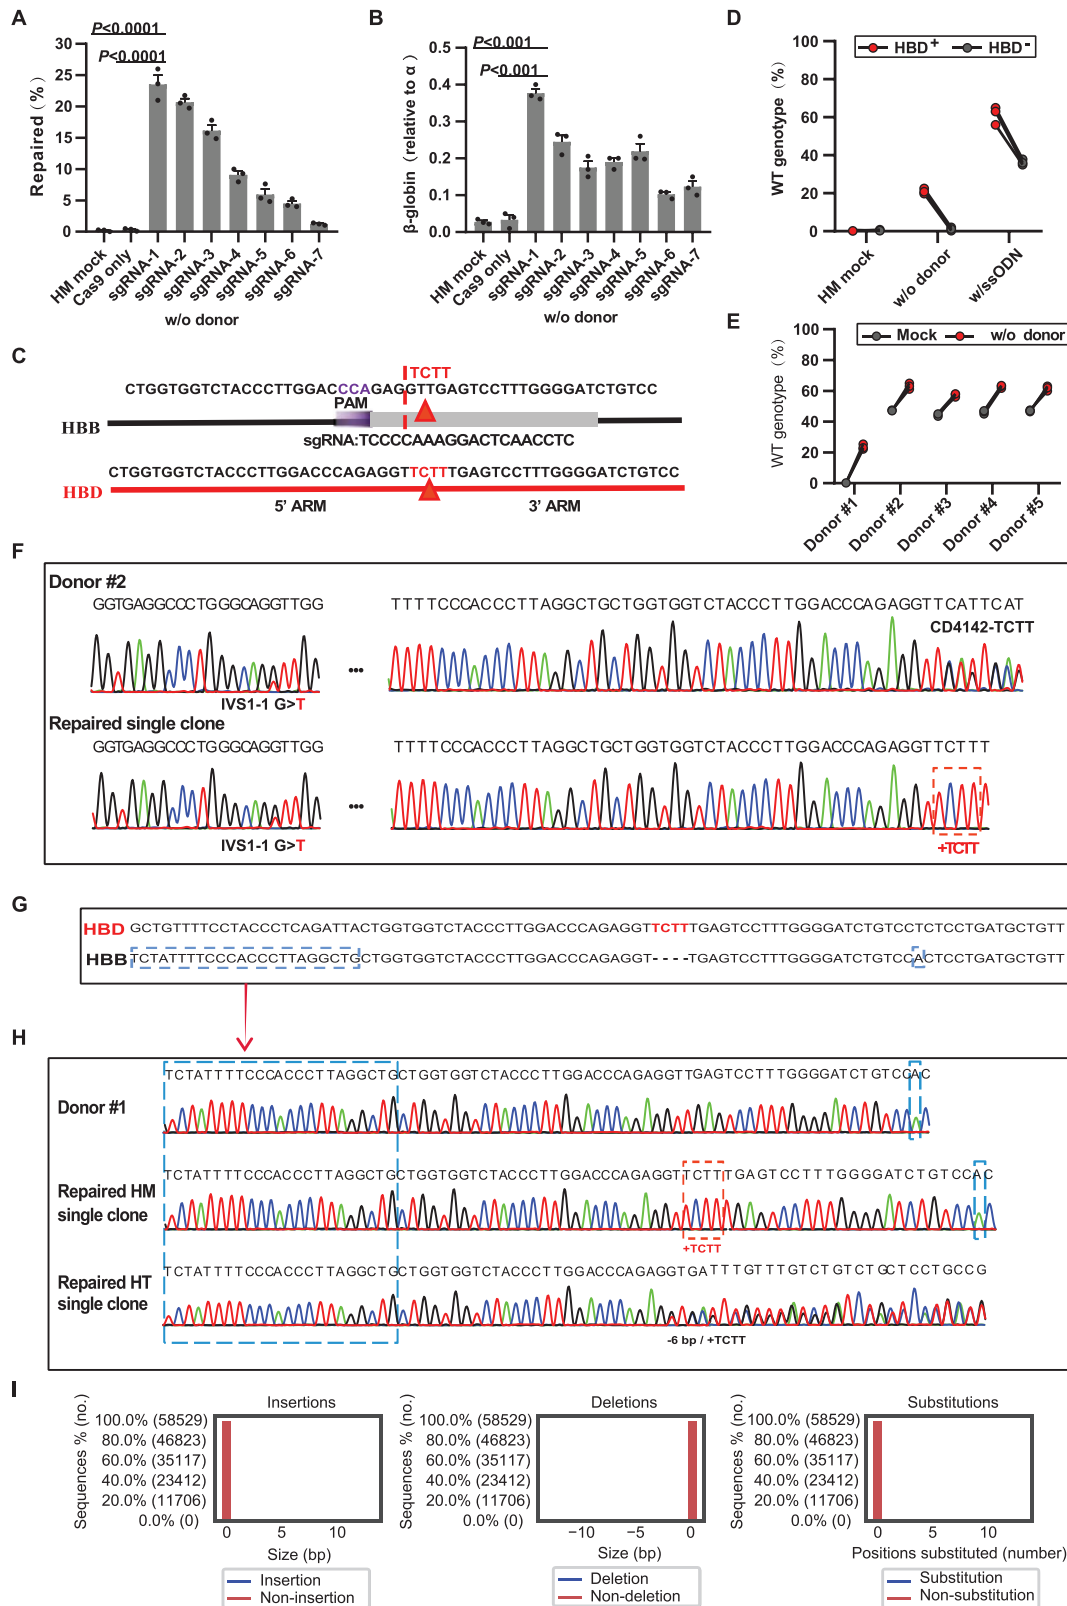 A
P<0.0001
P<0.0001
Repaired (%)
30
25
20
15
10
5
0
HM mock
Cas9 only
sgRNA-1
sgRNA-2
sgRNA-3
sgRNA-4
sgRNA-5
sgRNA-6
sgRNA-7
w/o donor
B
P<0.001
P<0.001
β-globin (relative to α)
0.5
0.4
0.3
0.2
0.1
0.0
HM mock
Cas9 only
sgRNA-1
sgRNA-2
sgRNA-3
sgRNA-4
sgRNA-5
sgRNA-6
sgRNA-7
w/o donor
D
HBD+ HBD-
WT genotype (%)
100
80
60
40
20
0
HM mock
w/o donor
w/ssODN
C
TCTT
CTGGTGGTCTACCCTTGGACCCAGAGGTTGAGTCCTTTGGGGATCTGTCC
PAM
HBB
sgRNA:TCCCCAAAGGACTCAACCTC
CTGGTGGTCTACCCTTGGACCCAGAGGTTCTTTGAGTCCTTTGGGGATCTGTCC
HBD
5' ARM 3' ARM
E
Mock w/o donor
WT genotype (%)
100
80
60
40
20
0
Donor #1
Donor #2
Donor #3
Donor #4
Donor #5
F
Donor #2
GGTGAGGCCCTGGGCAGGTTGG TTTTCCCACCCTTAGGCTGCTGGTGGTCTACCCTTGGACCCAGAGGTTCATTCAT
CD4142-TCTT
...
IVS1-1 G>T
Repaired single clone
GGTGAGGCCCTGGGCAGGTTGG TTTTCCCACCCTTAGGCTGCTGGTGGTCTACCCTTGGACCCAGAGGTTCTTT
...
IVS1-1 G>T
+TCTT
G
HBD GCTGTTTTCCTACCCTCAGATTACTGGTGGTCTACCCTTGGACCCAGAGGTTCTTTGAGTCCTTTGGGGATCTGTCCTCTCCTGATGCTGTT
HBB TCTATTTTCCCACCCTTAGGCTGCTGGTGGTCTACCCTTGGACCCAGAGGT----TGAGTCCTTTGGGGATCTGTCCACTCCTGATGCTGTT
H
TCTATTTTCCCACCCTTAGGCTGCTGGTGGTCTACCCTTGGACCCAGAGGTTGAGTCCTTTGGGGATCTGTCCAC
Donor #1
TCTATTTTCCCACCCTTAGGCTGCTGGTGGTCTACCCTTGGACCCAGAGGTTCTTTGAGTCCTTTGGGGATCTGTCCAC
Repaired HM
single clone
+TCTT
TCTATTTTCCCACCCTTAGGCTGCTGGTGGTCTACCCTTGGACCCAGAGGTGATTTGTTTGTCTGTCTGCTCCTGCCG
Repaired HT
single clone
-6 bp / +TCTT
I
Insertions
Sequences % (no.)
100.0% (58529)
80.0% (46823)
60.0% (35117)
40.0% (23412)
20.0% (11706)
0.0% (0)
0 5 10
Size (bp)
Insertion
Non-insertion
Deletions
Sequences % (no.)
100.0% (58529)
80.0% (46823)
60.0% (35117)
40.0% (23412)
20.0% (11706)
0.0% (0)
−10 −5 0
Size (bp)
Deletion
Non-deletion
Substitutions
Sequences % (no.)
100.0% (58529)
80.0% (46823)
60.0% (35117)
40.0% (23412)
20.0% (11706)
0.0% (0)
0 5 10
Positions substituted (number)
Substitution
Non-substitution